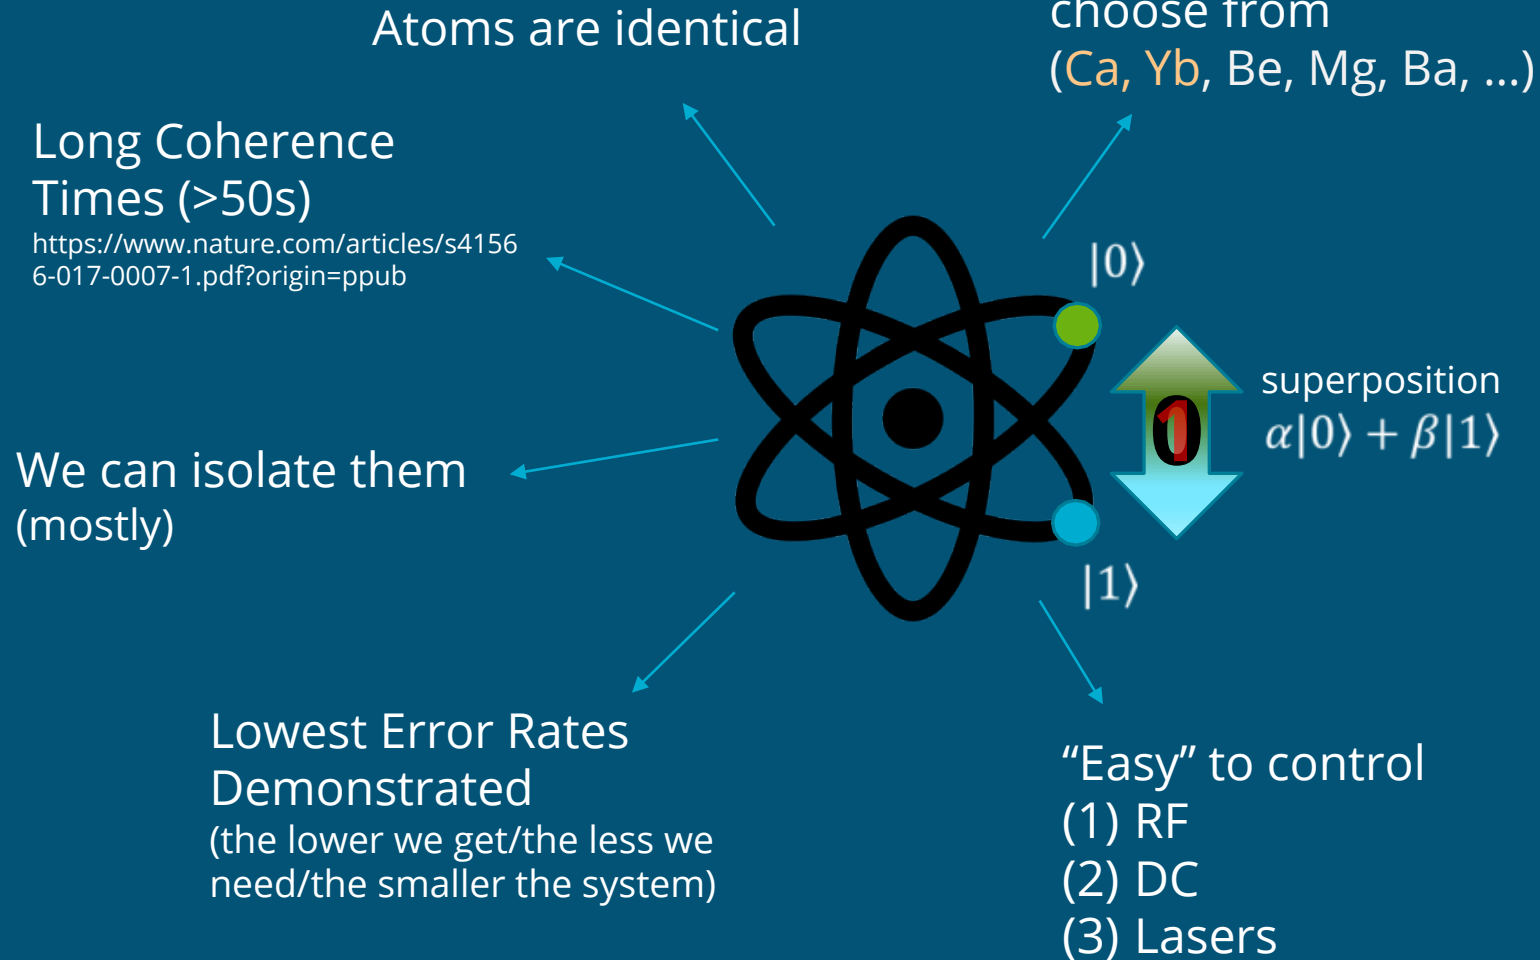 Atoms are identical
choose from
(Ca, Yb, Be, Mg, Ba, ...)
Long Coherence
Times (>50s)
https://www.nature.com/articles/s4156
6-017-0007-1.pdf?origin=ppub
|0⟩
superposition
α|0⟩ + β|1⟩
0
1
We can isolate them
(mostly)
|1⟩
Lowest Error Rates
Demonstrated
(the lower we get/the less we
need/the smaller the system)
“Easy” to control
(1) RF
(2) DC
(3) Lasers